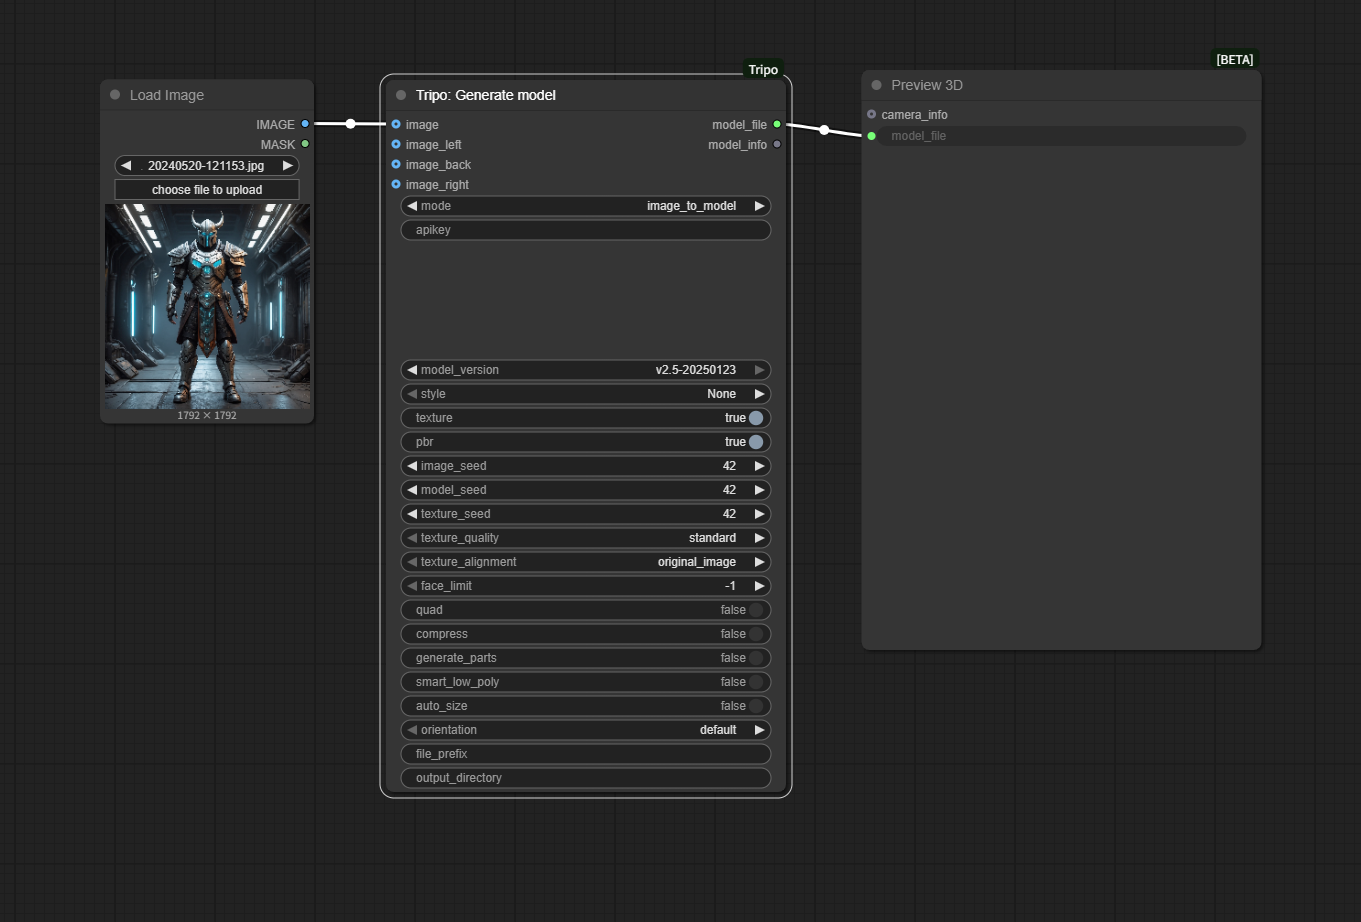 Load Image
IMAGE
MASK
20240520-121153.jpg
choose file to upload
1792 × 1792
Tripo
Tripo: Generate model
image
model_file
image_left
model_info
image_back
image_right
mode image_to_model
apikey
model_version v2.5-20250123
style None
texture true
pbr true
image_seed 42
model_seed 42
texture_seed 42
texture_quality standard
texture_alignment original_image
face_limit -1
quad false
compress false
generate_parts false
smart_low_poly false
auto_size false
orientation default
file_prefix
output_directory
[BETA]
Preview 3D
camera_info
model_file